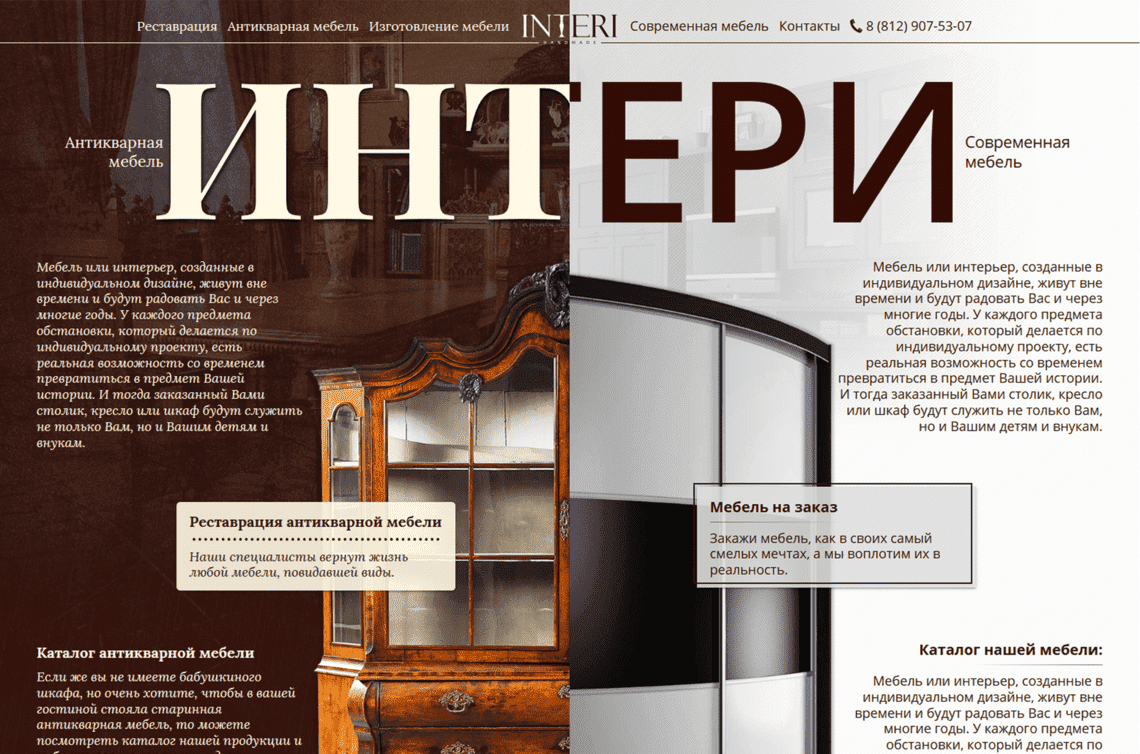 Реставрация Антикварная мебель Изготовление мебели INTERI Современная мебель Контакты 8 (812) 907-53-07
HANDMADE
ИНТЕРИ
Антикварная
мебель
Современная
мебель
Мебель или интерьер, созданные в
индивидуальном дизайне, живут вне
времени и будут радовать Вас и через
многие годы. У каждого предмета
обстановки, который делается по
индивидуальному проекту, есть
реальная возможность со временем
превратиться в предмет Вашей
истории. И тогда заказанный Вами
столик, кресло или шкаф будут служить
не только Вам, но и Вашим детям и
внукам.
Мебель или интерьер, созданные в
индивидуальном дизайне, живут вне
времени и будут радовать Вас и через
многие годы. У каждого предмета
обстановки, который делается по
индивидуальному проекту, есть
реальная возможность со временем
превратиться в предмет Вашей истории.
И тогда заказанный Вами столик, кресло
или шкаф будут служить не только Вам,
но и Вашим детям и внукам.
Реставрация антикварной мебели
Наши специалисты вернут жизнь
любой мебели, повидавшей виды.
Мебель на заказ
Закажи мебель, как в своих самый
смелых мечтах, а мы воплотим их в
реальность.
Каталог антикварной мебели
Если же вы не имеете бабушкиного
шкафа, но очень хотите, чтобы в вашей
гостиной стояла старинная
антикварная мебель, то можете
посмотреть каталог нашей продукции и
Каталог нашей мебели:
Мебель или интерьер, созданные в
индивидуальном дизайне, живут вне
времени и будут радовать Вас и через
многие годы. У каждого предмета
обстановки, который делается по